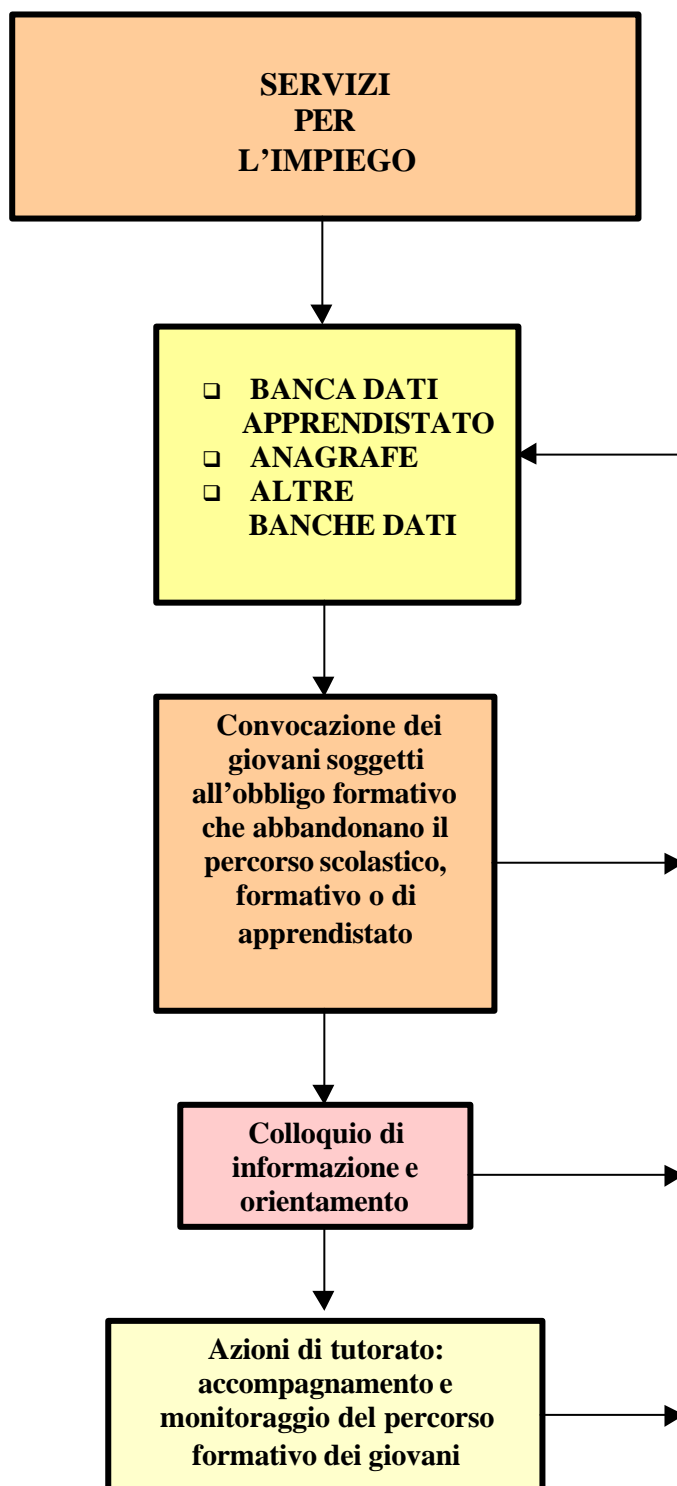 SERVIZI
PER
L'IMPIEGO
❑ BANCA DATI
APPRENDISTATO
❑ ANAGRAFE
❑ ALTRE
BANCHE DATI
Convocazione dei
giovani soggetti
all'obbligo formativo
che abbandonano il
percorso scolastico,
formativo o di
apprendistato
Colloquio di
informazione e
orientamento
Azioni di tutorato:
accompagnamento e
monitoraggio del percorso
formativo dei giovani